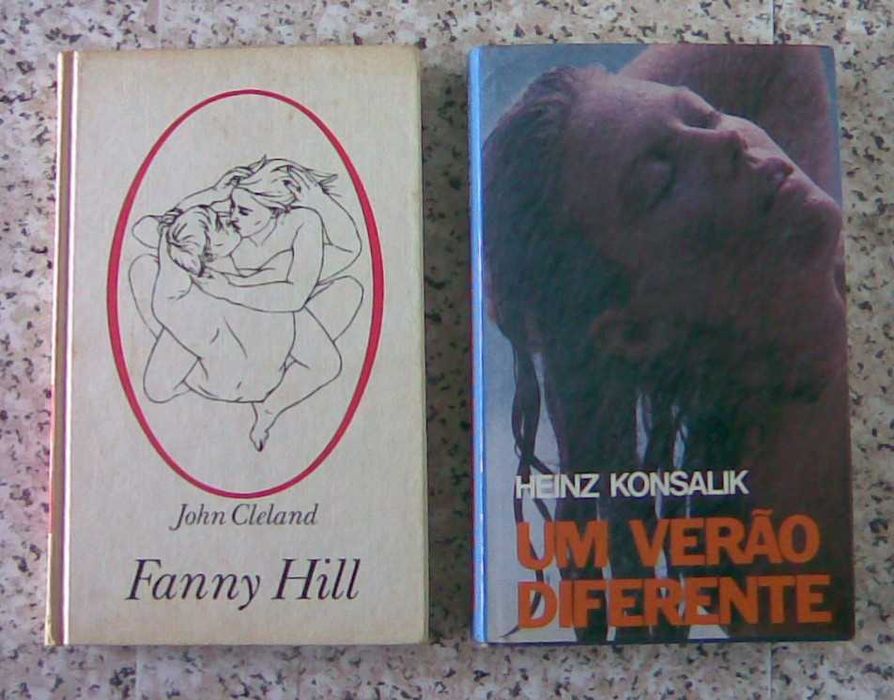 John Cleland
Fanny Hill
HEINZ KONSALIK
UM VERÃO
DIFERENTE